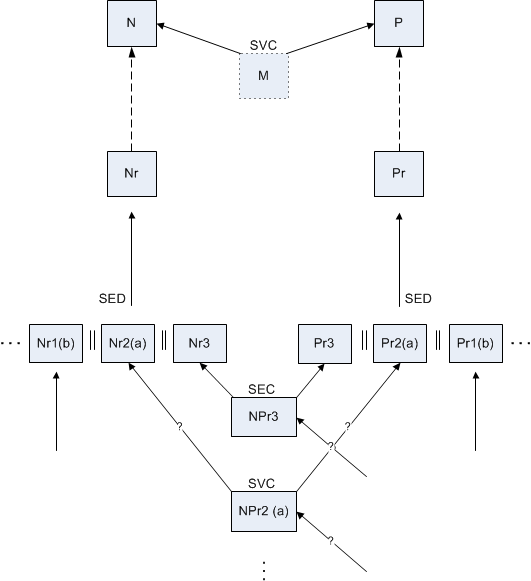 N
P
SVC
M
Nr
Pr
SED
SED
... Nr1(b) || Nr2(a) || Nr3
Pr3 || Pr2(a) || Pr1(b) ...
SEC
NPr3
?
?
?
SVC
NPr2 (a)
?
...